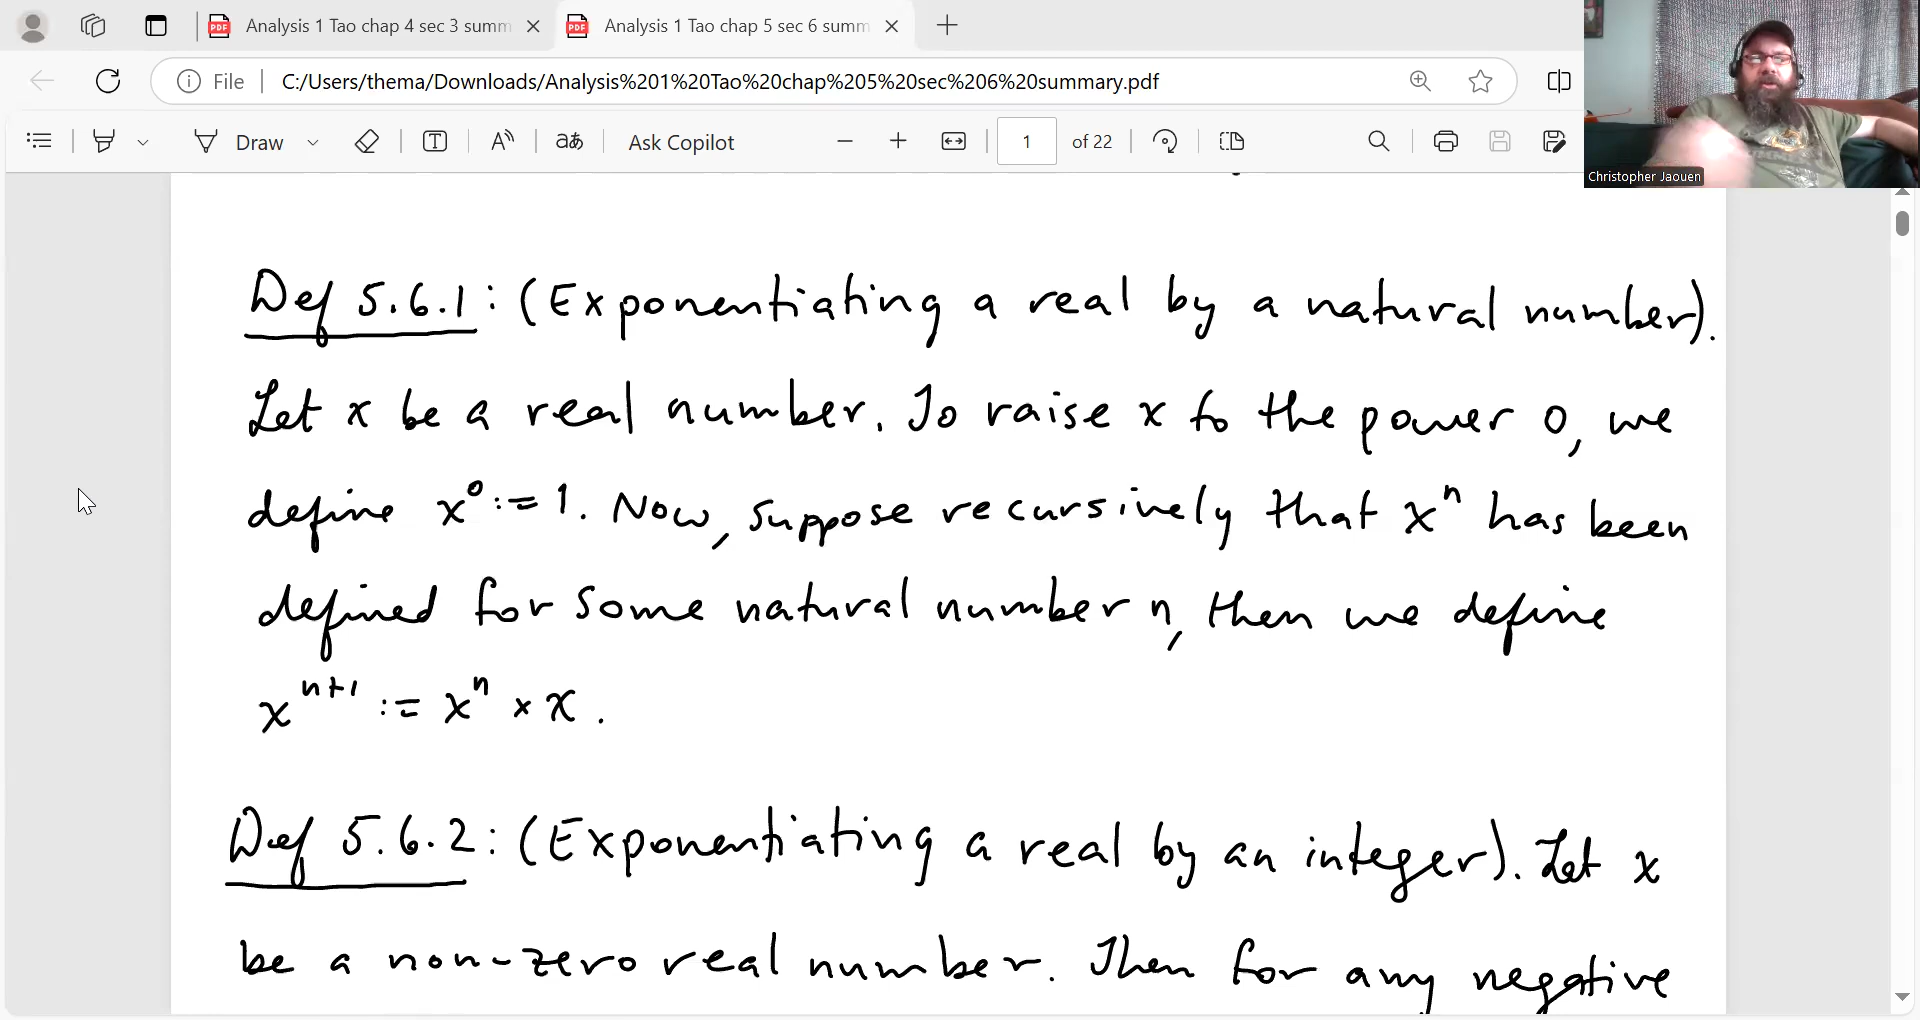 Analysis 1 Tao chap 4 sec 3 summ
Analysis 1 Tao chap 5 sec 6 summ
File
C:/Users/thema/Downloads/Analysis%201%20Tao%20chap%205%20sec%206%20summary.pdf
Draw
Ask Copilot
1 of 22
Christopher Jaouen
Def 5.6.1: (Exponentiating a real by a natural number).
Let x be a real number. To raise x to the power 0, we
define x⁰ := 1. Now, suppose recursively that xⁿ has been
defined for some natural number n, then we define
xⁿ⁺¹ := xⁿ × x.
Def 5.6.2: (Exponentiating a real by an integer). Let x
be a non-zero real number. Then for any negative